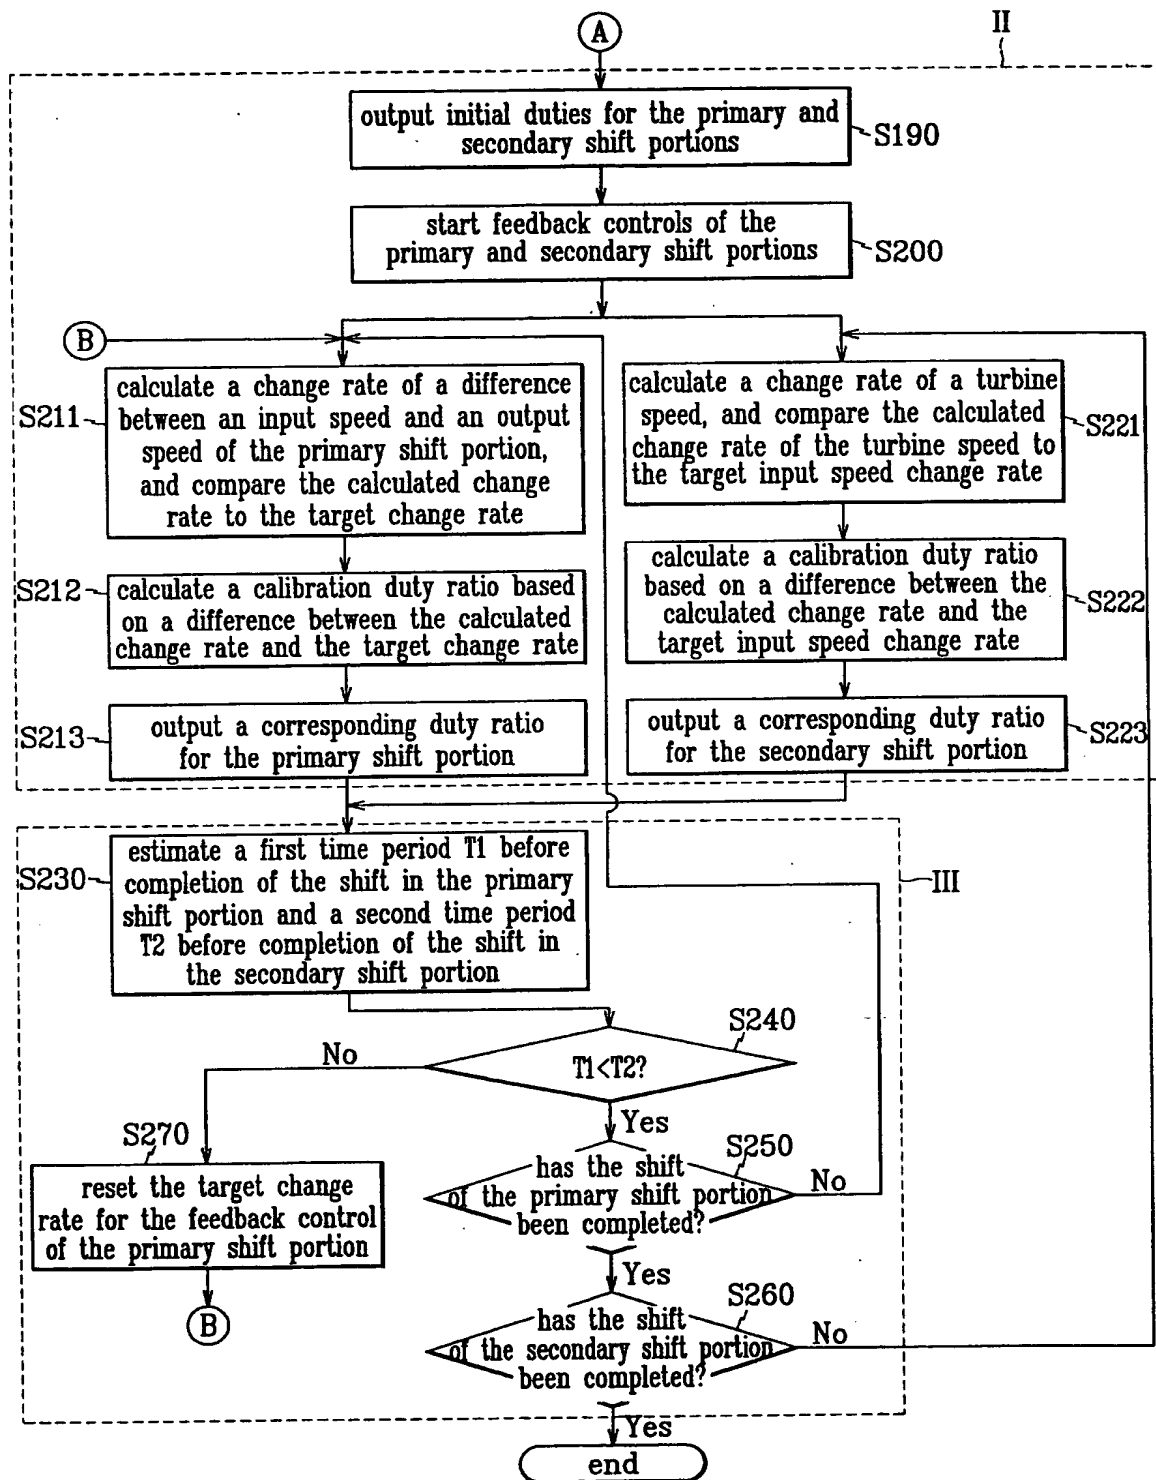 A
II
output initial duties for the primary and
secondary shift portions
S190
start feedback controls of the
primary and secondary shift portions
S200
B
S211
calculate a change rate of a difference
between an input speed and an output
speed of the primary shift portion,
and compare the calculated change
rate to the target change rate
calculate a change rate of a turbine
speed, and compare the calculated
change rate of the turbine speed to
the target input speed change rate
S221
S212
calculate a calibration duty ratio based
on a difference between the calculated
change rate and the target change rate
calculate a calibration duty ratio
based on a difference between the
calculated change rate and the
target input speed change rate
S222
S213
output a corresponding duty ratio
for the primary shift portion
output a corresponding duty ratio
for the secondary shift portion
S223
S230
estimate a first time period T1 before
completion of the shift in the primary
shift portion and a second time period
T2 before completion of the shift in
the secondary shift portion
III
S240
No
T1<T2?
Yes
S270
reset the target change
rate for the feedback control
of the primary shift portion
B
S250
has the shift
of the primary shift portion
been completed?
No
Yes
S260
has the shift
of the secondary shift portion
been completed?
No
Yes
end